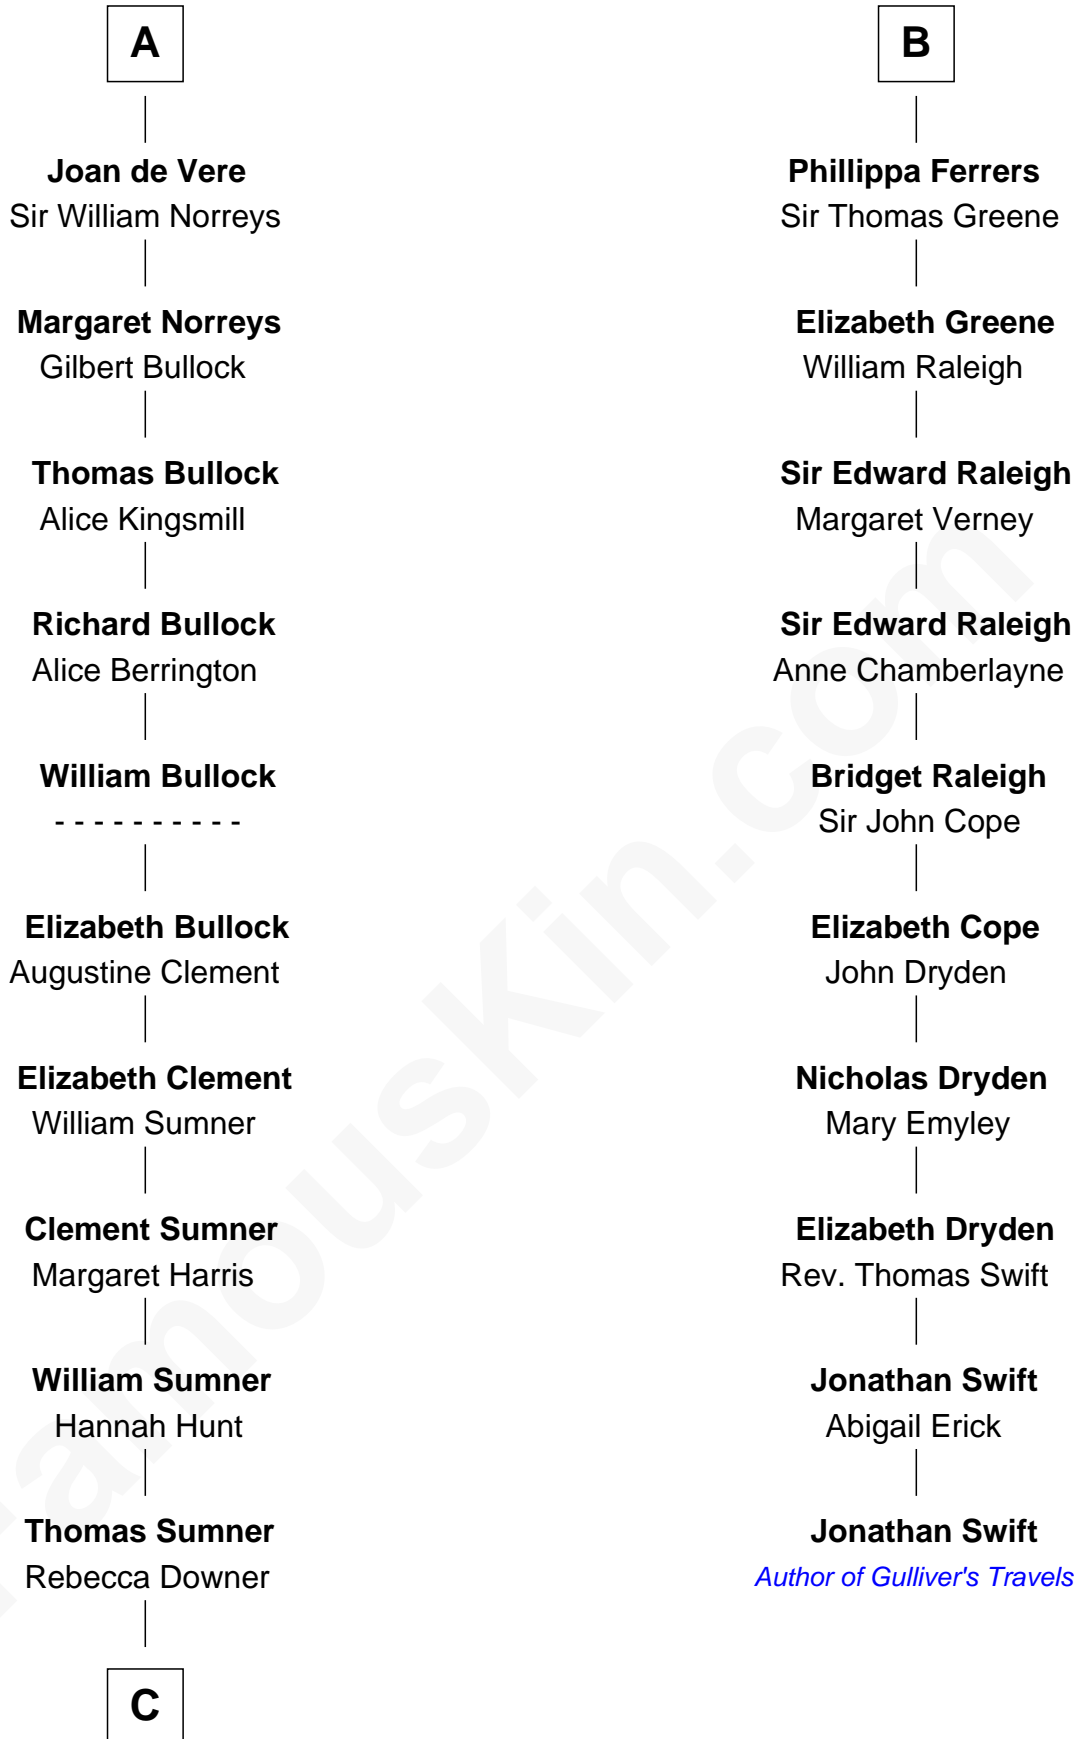 A
Joan de Vere
Sir William Norreys
Margaret Norreys
Gilbert Bullock
Thomas Bullock
Alice Kingsmill
Richard Bullock
Alice Berrington
William Bullock
- - - - - - - - - -
Elizabeth Bullock
Augustine Clement
Elizabeth Clement
William Sumner
Clement Sumner
Margaret Harris
William Sumner
Hannah Hunt
Thomas Sumner
Rebecca Downer
C
B
Phillippa Ferrers
Sir Thomas Greene
Elizabeth Greene
William Raleigh
Sir Edward Raleigh
Margaret Verney
Sir Edward Raleigh
Anne Chamberlayne
Bridget Raleigh
Sir John Cope
Elizabeth Cope
John Dryden
Nicholas Dryden
Mary Emyley
Elizabeth Dryden
Rev. Thomas Swift
Jonathan Swift
Abigail Erick
Jonathan Swift
Author of Gulliver's Travels
FamousKin.com